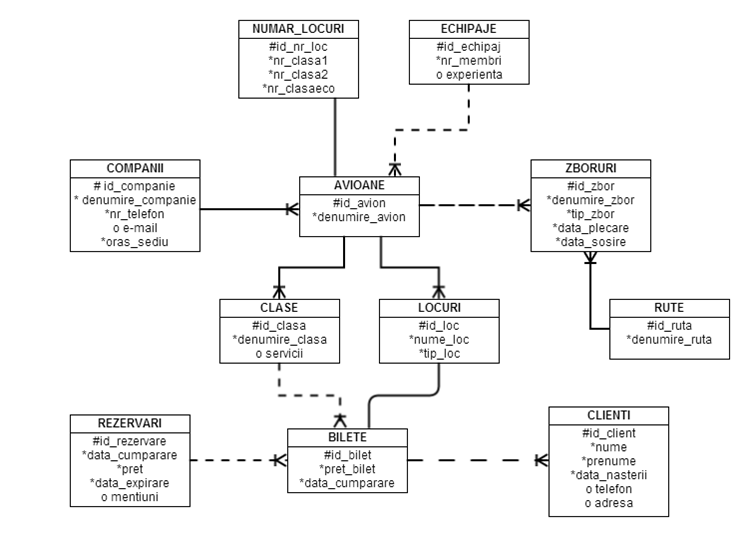 NUMAR_LOCURI
#id_nr_loc
*nr_clasa1
*nr_clasa2
*nr_clasaeco
ECHIPAJE
#id_echipaj
*nr_membri
o experienta
COMPANII
# id_companie
* denumire_companie
*nr_telefon
o e-mail
*oras_sediu
AVIOANE
#id_avion
*denumire_avion
ZBORURI
#id_zbor
*denumire_zbor
*tip_zbor
*data_plecare
*data_sosire
CLASE
#id_clasa
*denumire_clasa
o servicii
LOCURI
#id_loc
*nume_loc
*tip_loc
RUTE
#id_ruta
*denumire_ruta
REZERVARI
#id_rezervare
*data_cumparare
*pret
*data_expirare
o mentiuni
BILETE
#id_bilet
*pret_bilet
*data_cumparare
CLIENTI
#id_client
*nume
*prenume
*data_nasterii
o telefon
o adresa